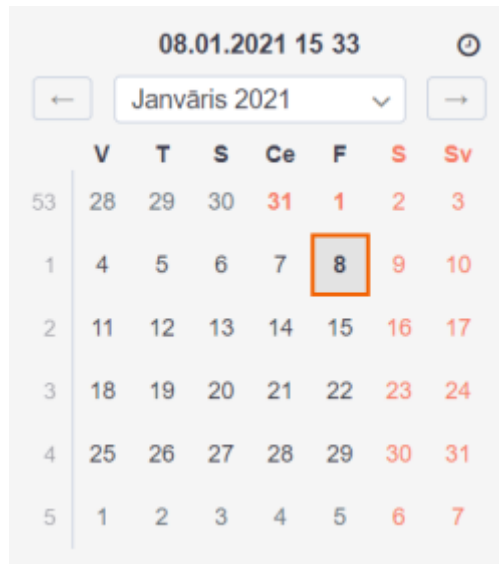 08.01.2021 15 33
← Janvāris 2021 →
V T S Ce F S Sv
53 28 29 30 31 1 2 3
1 4 5 6 7 8 9 10
2 11 12 13 14 15 16 17
3 18 19 20 21 22 23 24
4 25 26 27 28 29 30 31
5 1 2 3 4 5 6 7